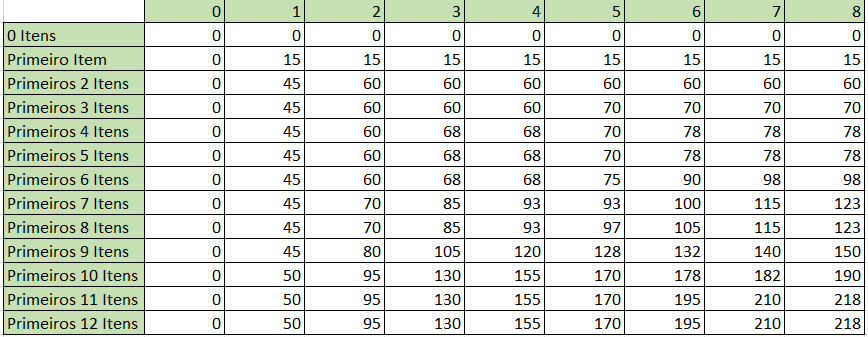 0 1 2 3 4 5 6 7 8
0 Itens 0 0 0 0 0 0 0 0 0
Primeiro Item 0 15 15 15 15 15 15 15 15
Primeiros 2 Itens 0 45 60 60 60 60 60 60 60
Primeiros 3 Itens 0 45 60 60 60 70 70 70 70
Primeiros 4 Itens 0 45 60 68 68 70 78 78 78
Primeiros 5 Itens 0 45 60 68 68 70 78 78 78
Primeiros 6 Itens 0 45 60 68 68 75 90 98 98
Primeiros 7 Itens 0 45 70 85 93 93 100 115 123
Primeiros 8 Itens 0 45 70 85 93 97 105 115 123
Primeiros 9 Itens 0 45 80 105 120 128 132 140 150
Primeiros 10 Itens 0 50 95 130 155 170 178 182 190
Primeiros 11 Itens 0 50 95 130 155 170 195 210 218
Primeiros 12 Itens 0 50 95 130 155 170 195 210 218